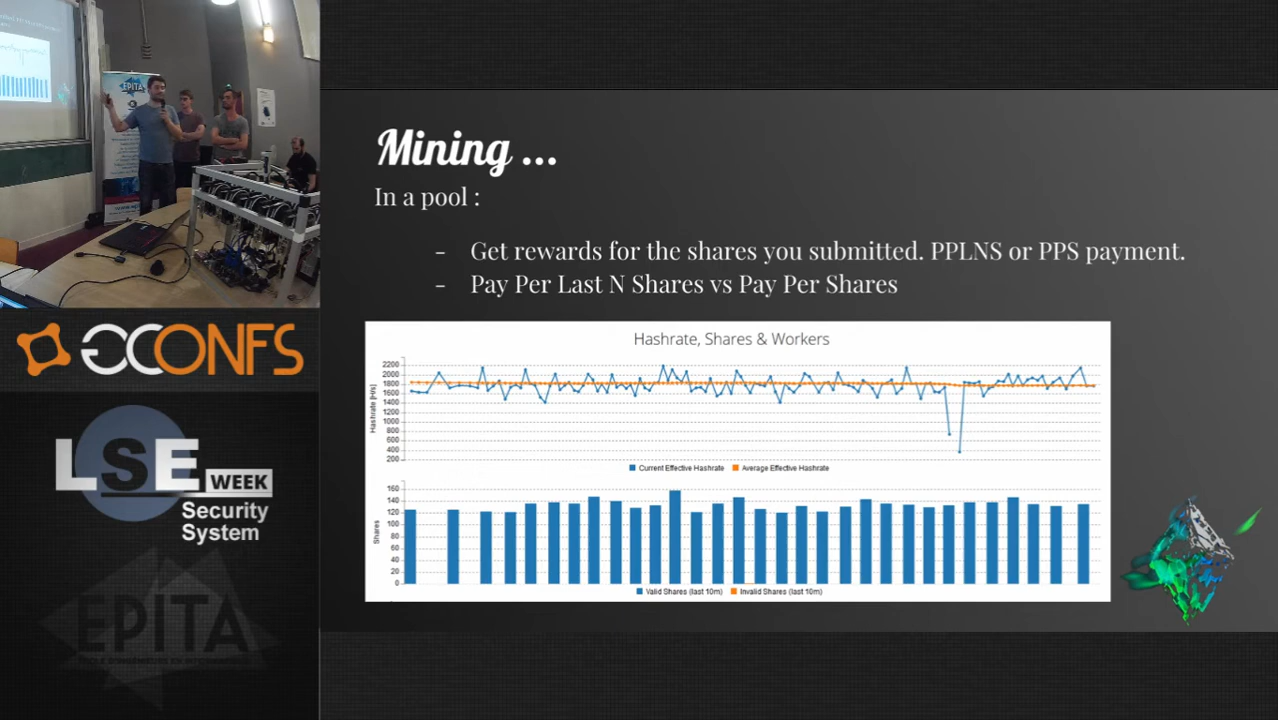 EPITA
GCONFS
LSE
WEEK
Security
System
EPITA
Mining ...
In a pool :
- Get rewards for the shares you submitted. PPLNS or PPS payment.
- Pay Per Last N Shares vs Pay Per Shares
Hashrate, Shares & Workers
Hashrate [H/s]
2200
2000
1800
1600
1400
1200
1000
800
600
400
200
Current Effective Hashrate Average Effective Hashrate
Shares
160
140
120
100
80
60
40
20
0
Valid Shares (last 10m) Invalid Shares (last 10m)